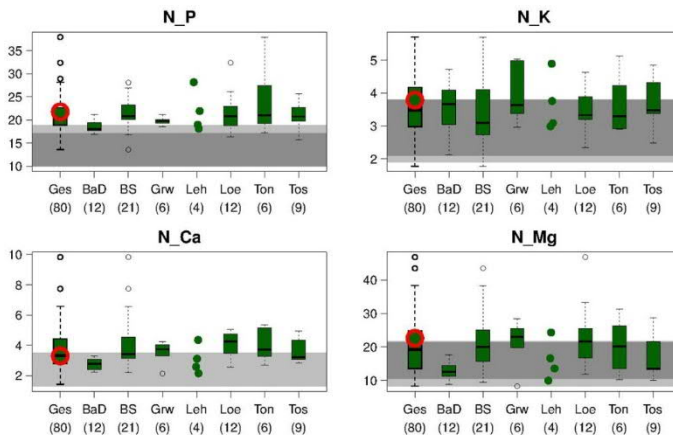 N_P
35
30
25
20
15
10
Ges BaD BS Grw Leh Loe Ton Tos
(80) (12) (21) (6) (4) (12) (6) (9)
N_K
5
4
3
2
Ges BaD BS Grw Leh Loe Ton Tos
(80) (12) (21) (6) (4) (12) (6) (9)
N_Ca
10
8
6
4
2
Ges BaD BS Grw Leh Loe Ton Tos
(80) (12) (21) (6) (4) (12) (6) (9)
N_Mg
40
30
20
10
Ges BaD BS Grw Leh Loe Ton Tos
(80) (12) (21) (6) (4) (12) (6) (9)